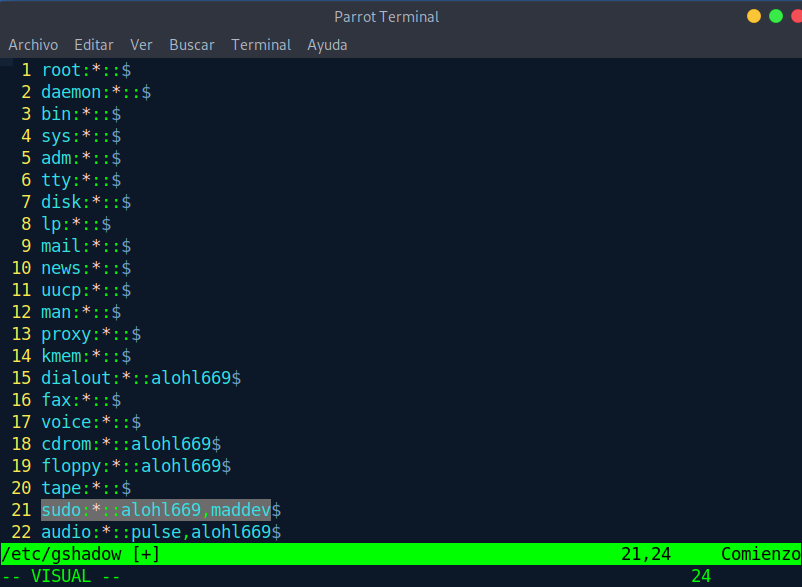 Parrot Terminal
Archivo Editar Ver Buscar Terminal Ayuda
1 root:*::$
2 daemon:*::$
3 bin:*::$
4 sys:*::$
5 adm:*::$
6 tty:*::$
7 disk:*::$
8 lp:*::$
9 mail:*::$
10 news:*::$
11 uucp:*::$
12 man:*::$
13 proxy:*::$
14 kmem:*::$
15 dialout:*::alohl669$
16 fax:*::$
17 voice:*::$
18 cdrom:*::alohl669$
19 floppy:*::alohl669$
20 tape:*::$
21 sudo:*::alohl669,maddev$
22 audio:*::pulse,alohl669$
/etc/gshadow [+] 21,24 Comienzo
-- VISUAL -- 24